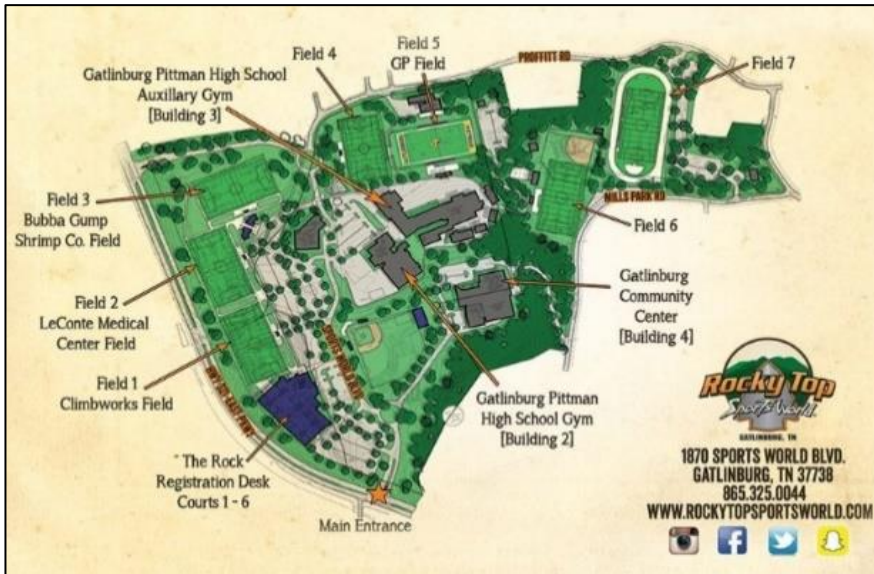 Field 4
Field 5
GP Field
PROFFITT RD
Field 7
Gatlinburg Pittman High School
Auxillary Gym
[Building 3]
Field 3
Bubba Gump
Shrimp Co. Field
MILLS PARK RD
Field 6
Field 2
LeConte Medical
Center Field
Gatlinburg
Community
Center
[Building 4]
Field 1
Climbworks Field
SPORTS WORLD BLVD
Gatlinburg Pittman
High School Gym
[Building 2]
"The Rock
Registration Desk
Courts 1 - 6
Main Entrance
Rocky Top
Sports World
GATLINBURG, TN
1870 SPORTS WORLD BLVD.
GATLINBURG, TN 37738
865.325.0044
WWW.ROCKYTOPSPORTSWORLD.COM